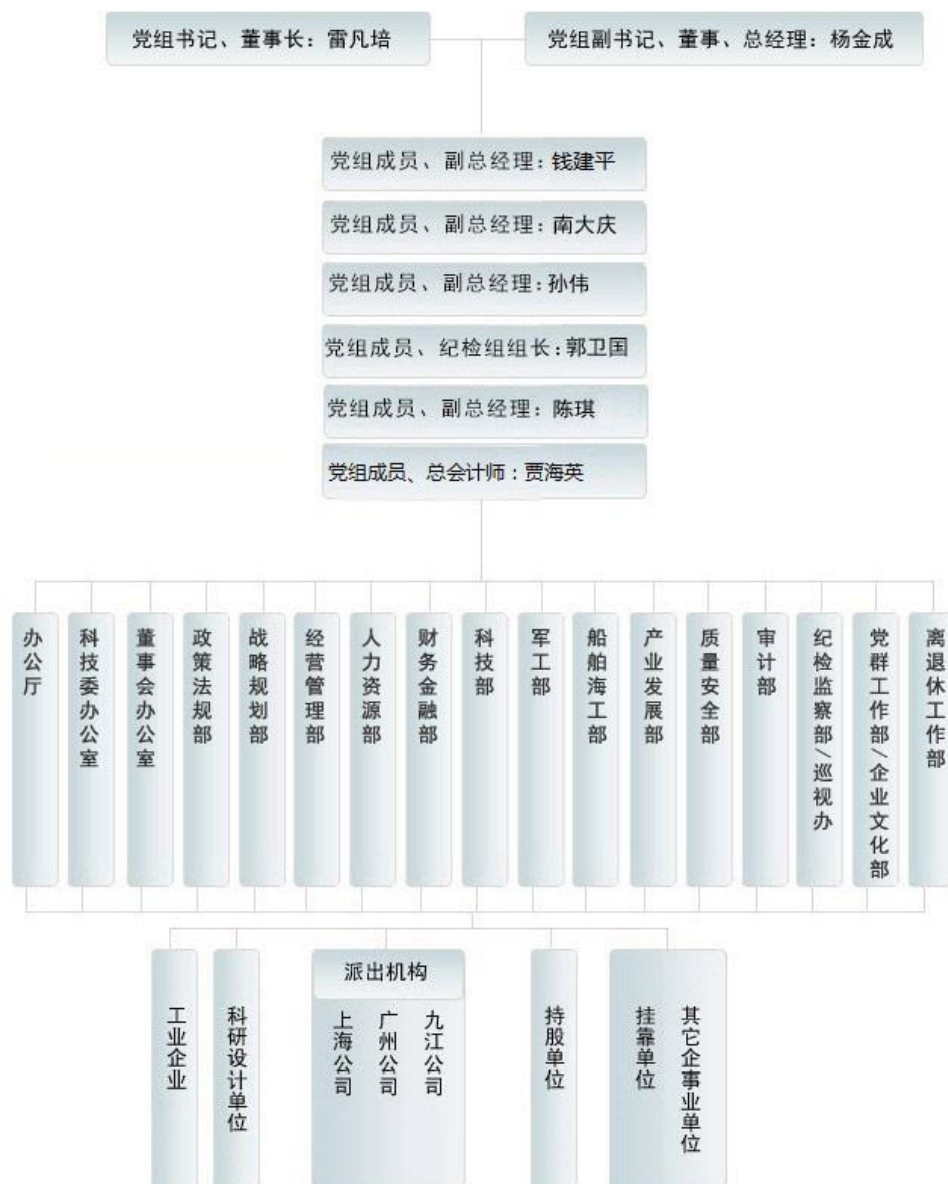 党组书记、董事长：雷凡培
党组副书记、董事、总经理：杨金成
党组成员、副总经理：钱建平
党组成员、副总经理：南大庆
党组成员、副总经理：孙伟
党组成员、纪检组组长：郭卫国
党组成员、副总经理：陈琪
党组成员、总会计师：贾海英
办公厅
科技委办公室
董事会办公室
政策法规部
战略规划部
经营管理部
人力资源部
财务金融部
科技部
军工部
船舶海工部
产业发展部
质量安全部
审计部
纪检监察部/巡视办
党群工作部/企业文化部
离退休工作部
工业企业
科研设计单位
派出机构
上海公司
广州公司
九江公司
持股单位
挂靠单位
其它企事业单位